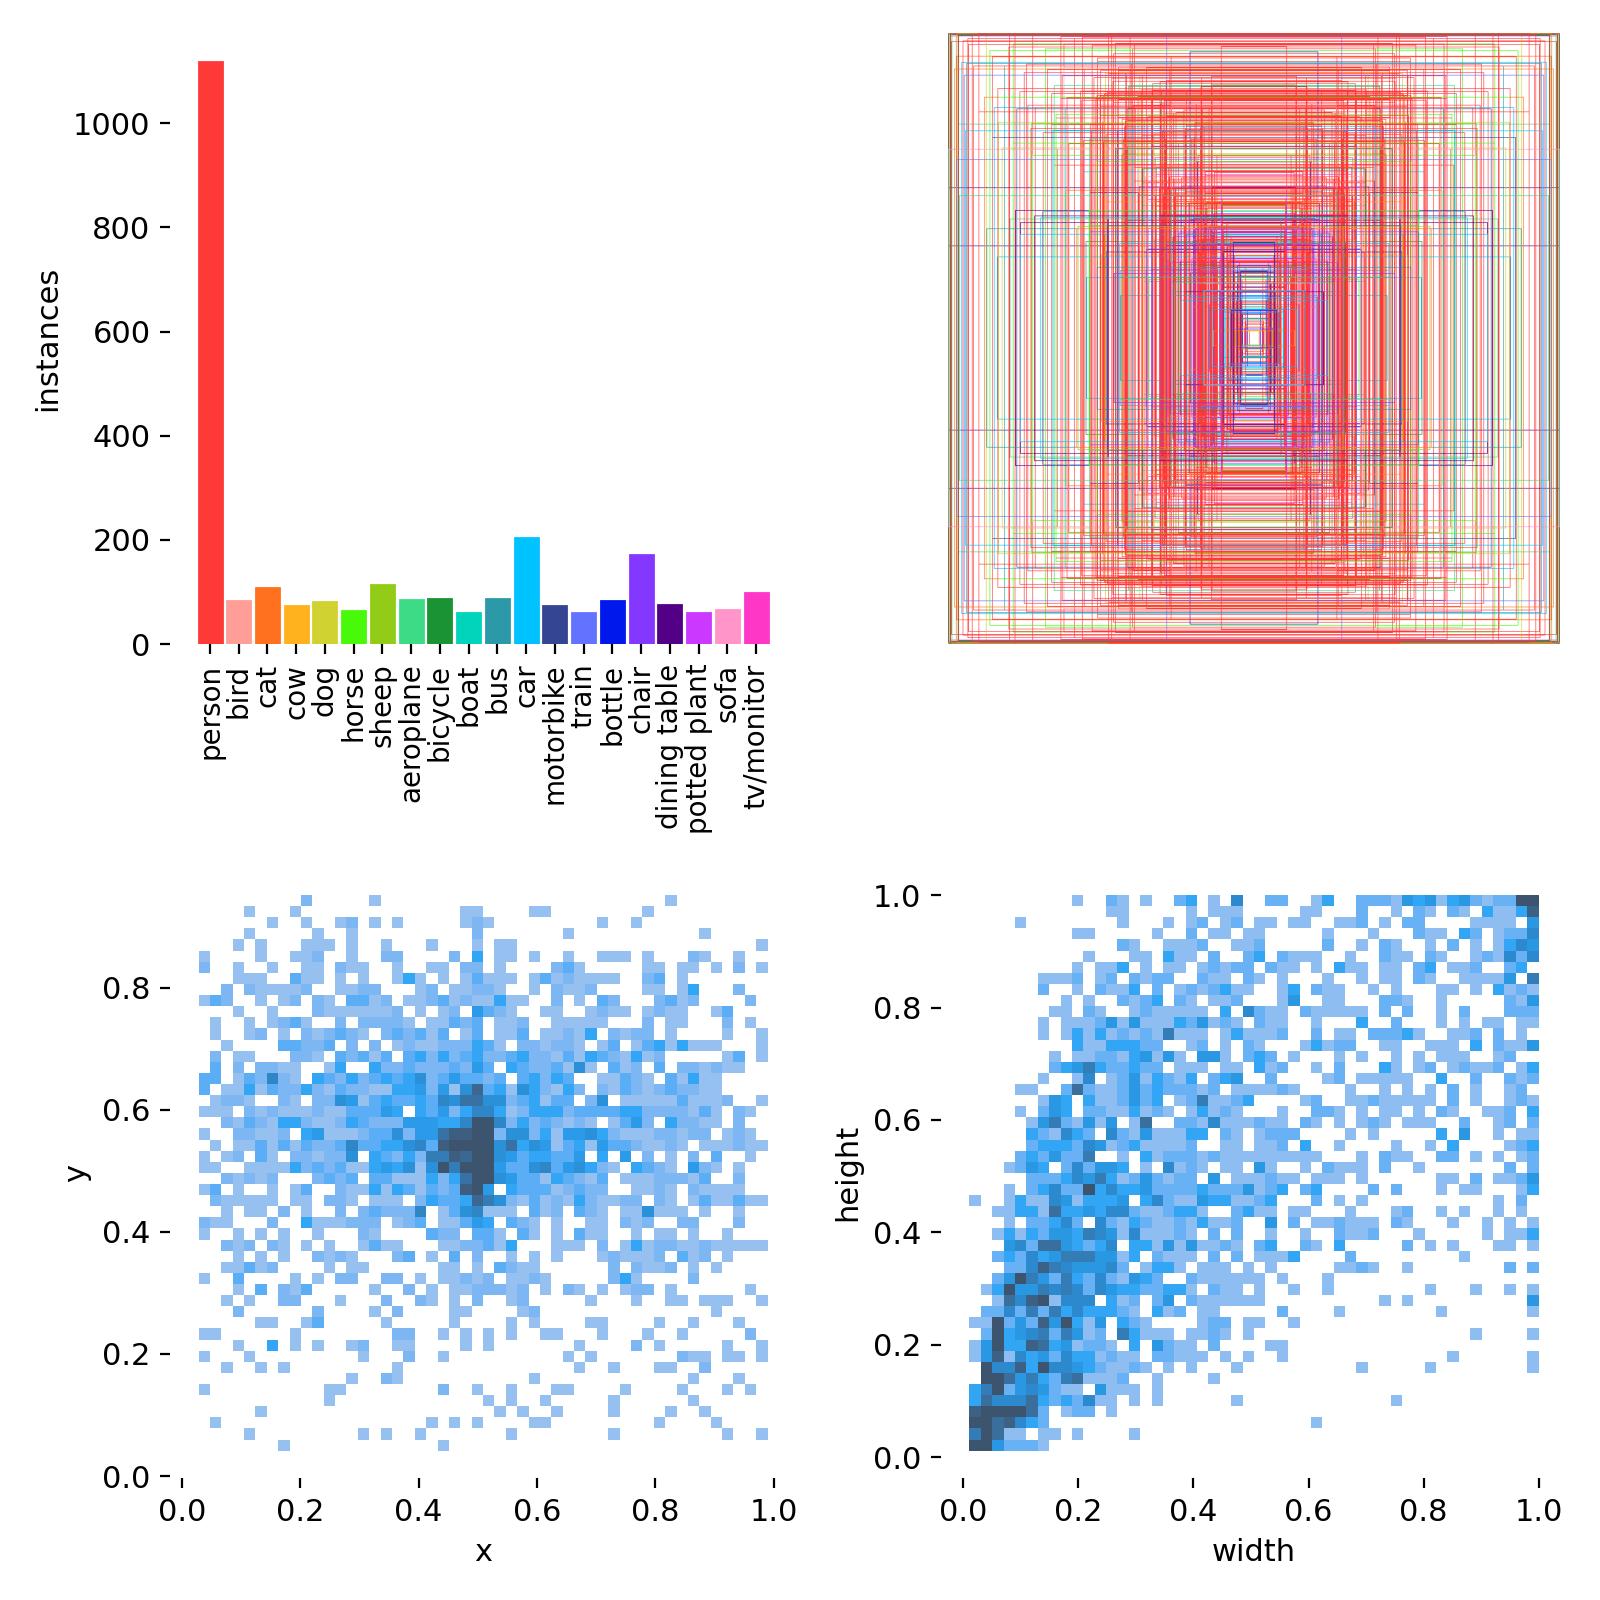 1000
800
600
400
200
0
instances
person
bird
cat
cow
dog
horse
sheep
aeroplane
bicycle
boat
bus
car
motorbike
train
bottle
chair
dining table
potted plant
sofa
tv/monitor
0.8
0.6
0.4
0.2
0.0
y
0.0 0.2 0.4 0.6 0.8 1.0
x
1.0
0.8
0.6
0.4
0.2
0.0
height
0.0 0.2 0.4 0.6 0.8 1.0
width